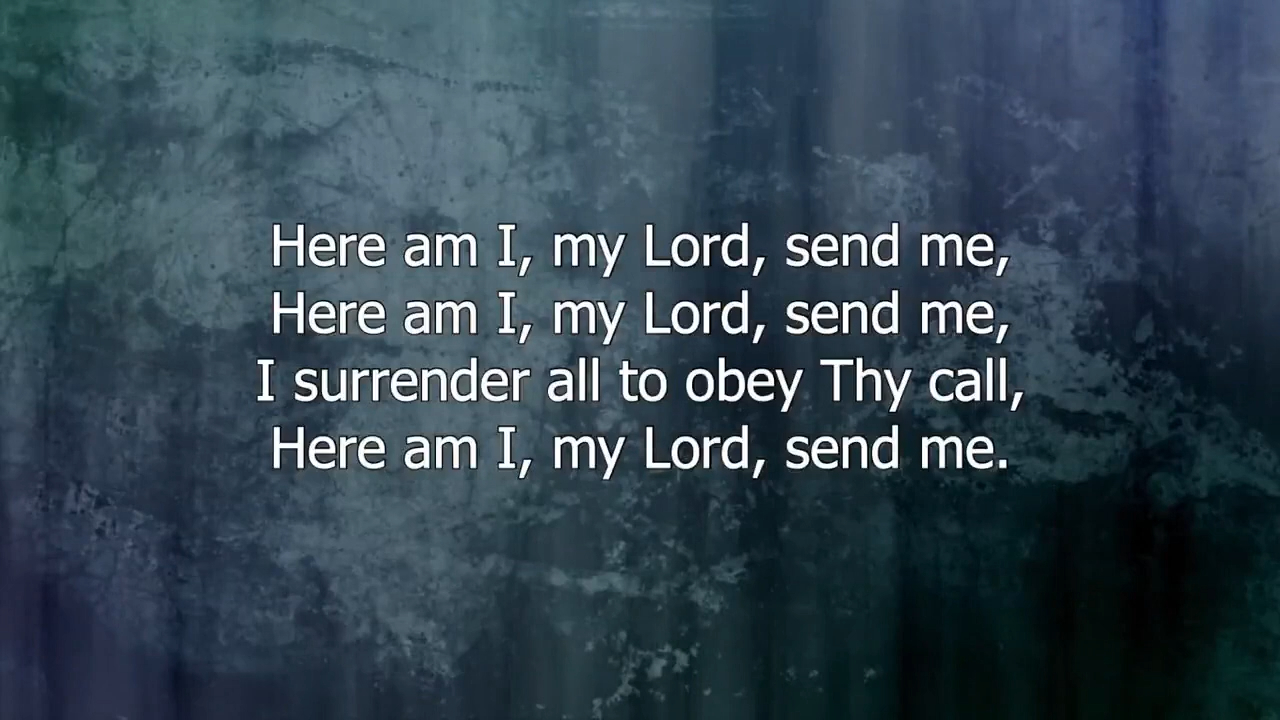 Here am I, my Lord, send me,
Here am I, my Lord, send me,
I surrender all to obey Thy call,
Here am I, my Lord, send me.